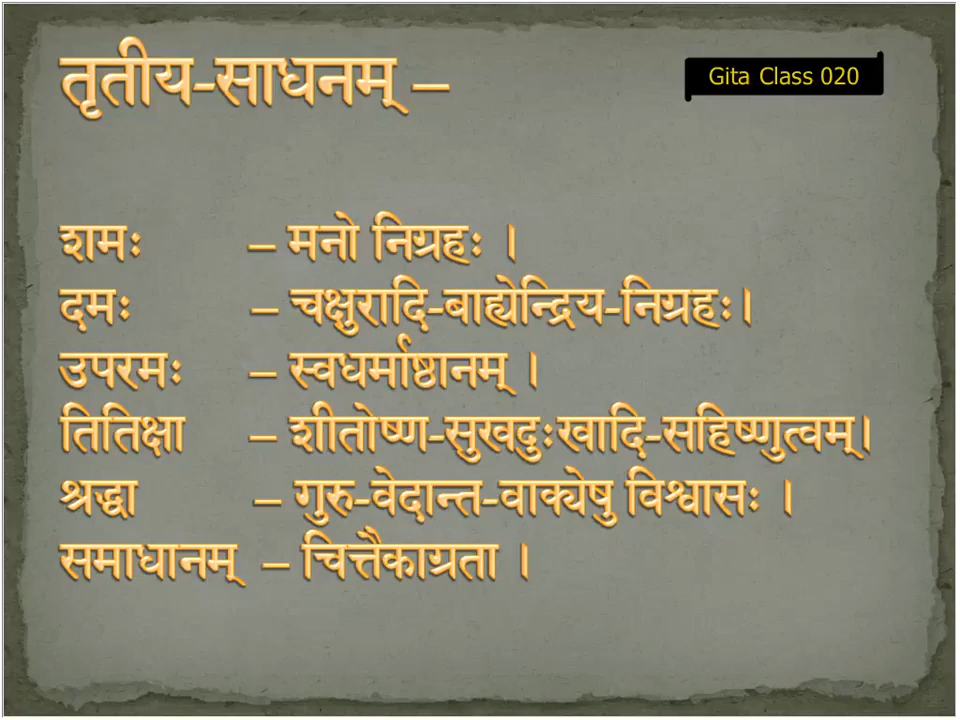 तृतीय-साधनम् –
Gita Class 020
शमः – मनो निग्रहः ।
दमः – चक्षुरादि-बाह्येन्द्रिय-निग्रहः।
उपरमः – स्वधर्माष्ठानम् ।
तितिक्षा – शीतोष्ण-सुखदुःखादि-सहिष्णुत्वम्।
श्रद्धा – गुरु-वेदान्त-वाक्येषु विश्वासः ।
समाधानम् – चित्तैकाग्रता ।